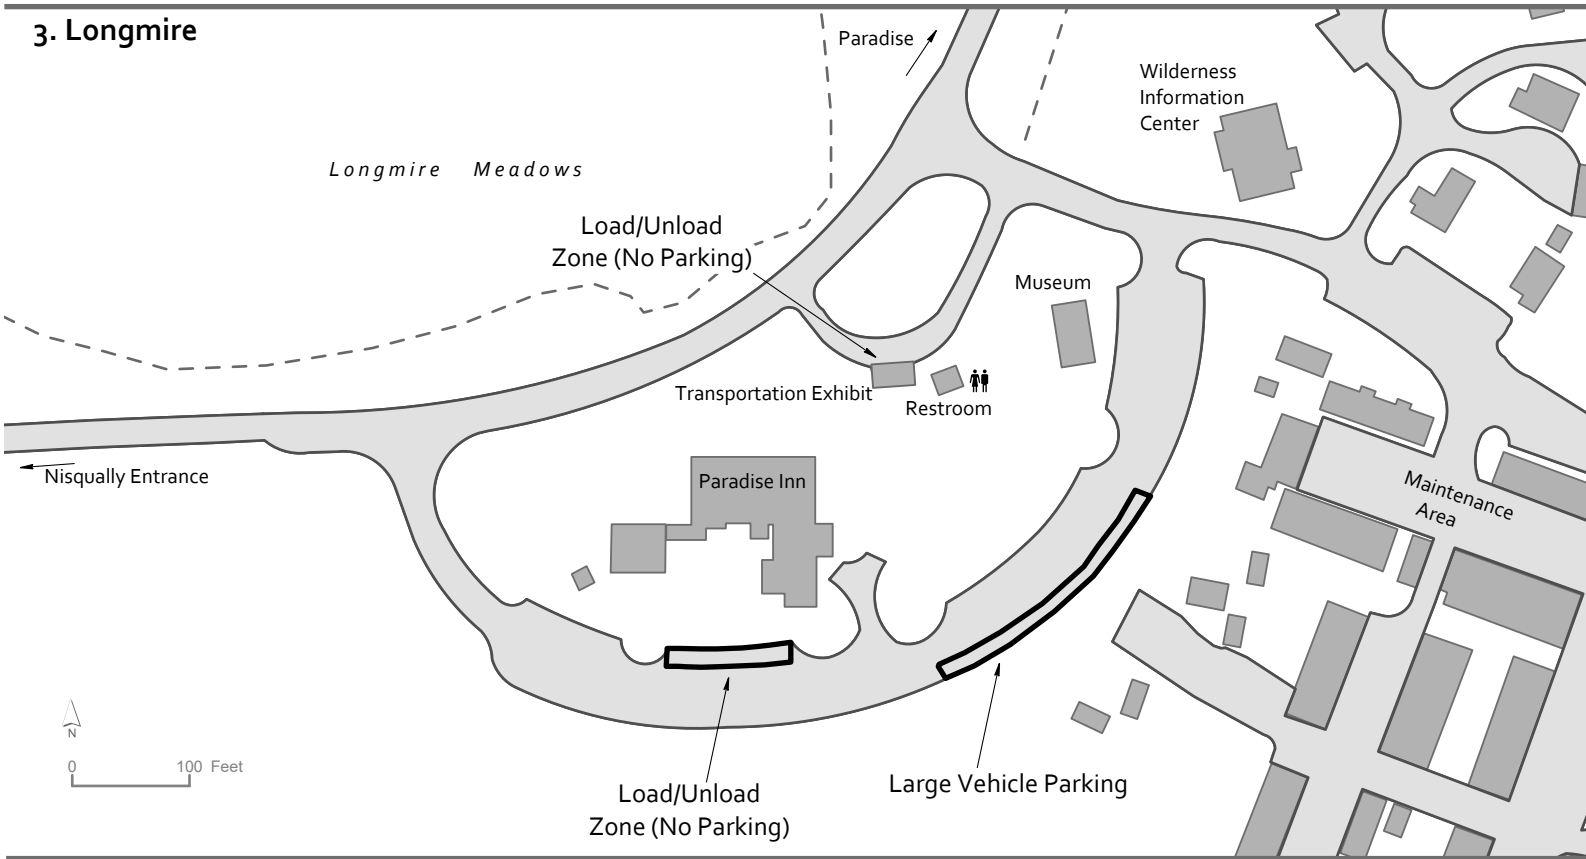 3. Longmire
Paradise
Wilderness
Information
Center
Longmire Meadows
Load/Unload
Zone (No Parking)
Museum
Transportation Exhibit
Restroom
Nisqually Entrance
Paradise Inn
Maintenance
Area
N
0 100 Feet
Load/Unload
Zone (No Parking)
Large Vehicle Parking